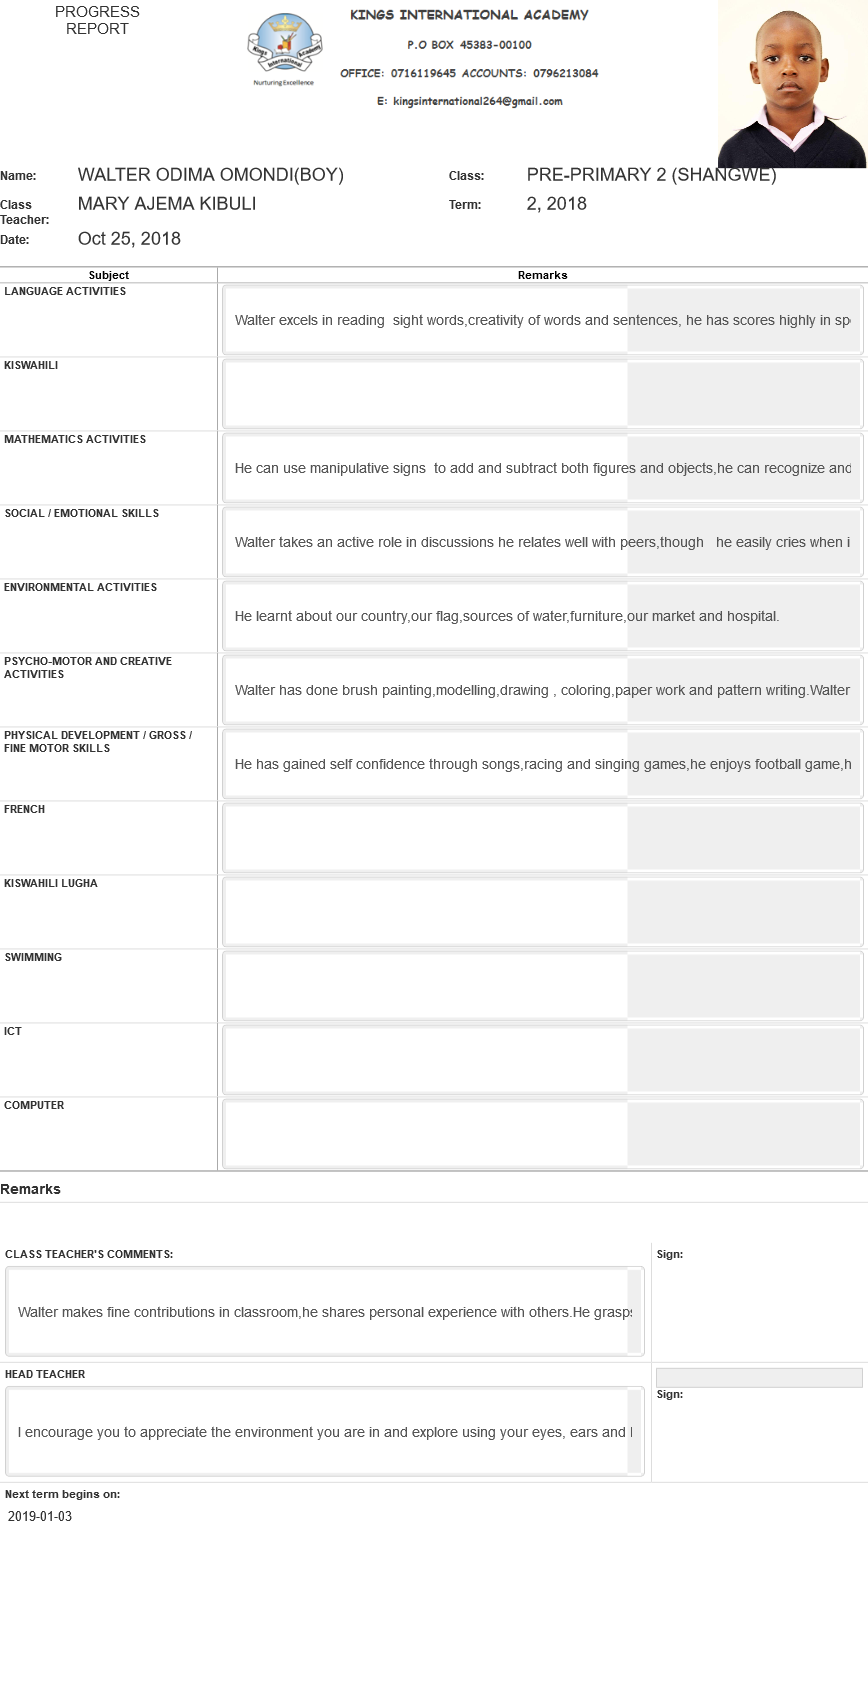 PROGRESS
REPORT
Kings International Academy
Nurturing Excellence
KINGS INTERNATIONAL ACADEMY
P.O BOX 45383-00100
OFFICE: 0716119645 ACCOUNTS: 0796213084
E: kingsinternational264@gmail.com
Name: WALTER ODIMA OMONDI(BOY) Class: PRE-PRIMARY 2 (SHANGWE)
Class Teacher: MARY AJEMA KIBULI Term: 2, 2018
Date: Oct 25, 2018
Subject Remarks
LANGUAGE ACTIVITIES
Walter excels in reading  sight words,creativity of words and sentences, he has scores highly in
KISWAHILI
MATHEMATICS ACTIVITIES
He can use manipulative signs  to add and subtract both figures and objects,he can recognize and
SOCIAL / EMOTIONAL SKILLS
Walter takes an active role in discussions he relates well with peers,though   he easily cries when
ENVIRONMENTAL ACTIVITIES
He learnt about our country,our flag,sources of water,furniture,our market and hospital.
PSYCHO-MOTOR AND CREATIVE
ACTIVITIES
Walter has done brush painting,modelling,drawing , coloring,paper work and pattern writing.Walter
PHYSICAL DEVELOPMENT / GROSS /
FINE MOTOR SKILLS
He has gained self confidence through songs,racing and singing games,he enjoys football game,
FRENCH
KISWAHILI LUGHA
SWIMMING
ICT
COMPUTER
Remarks
CLASS TEACHER'S COMMENTS: Sign:
Walter makes fine contributions in classroom,he shares personal experience with others.He grasps
HEAD TEACHER
Sign:
I encourage you to appreciate the environment you are in and explore using your eyes, ears and
Next term begins on:
2019-01-03